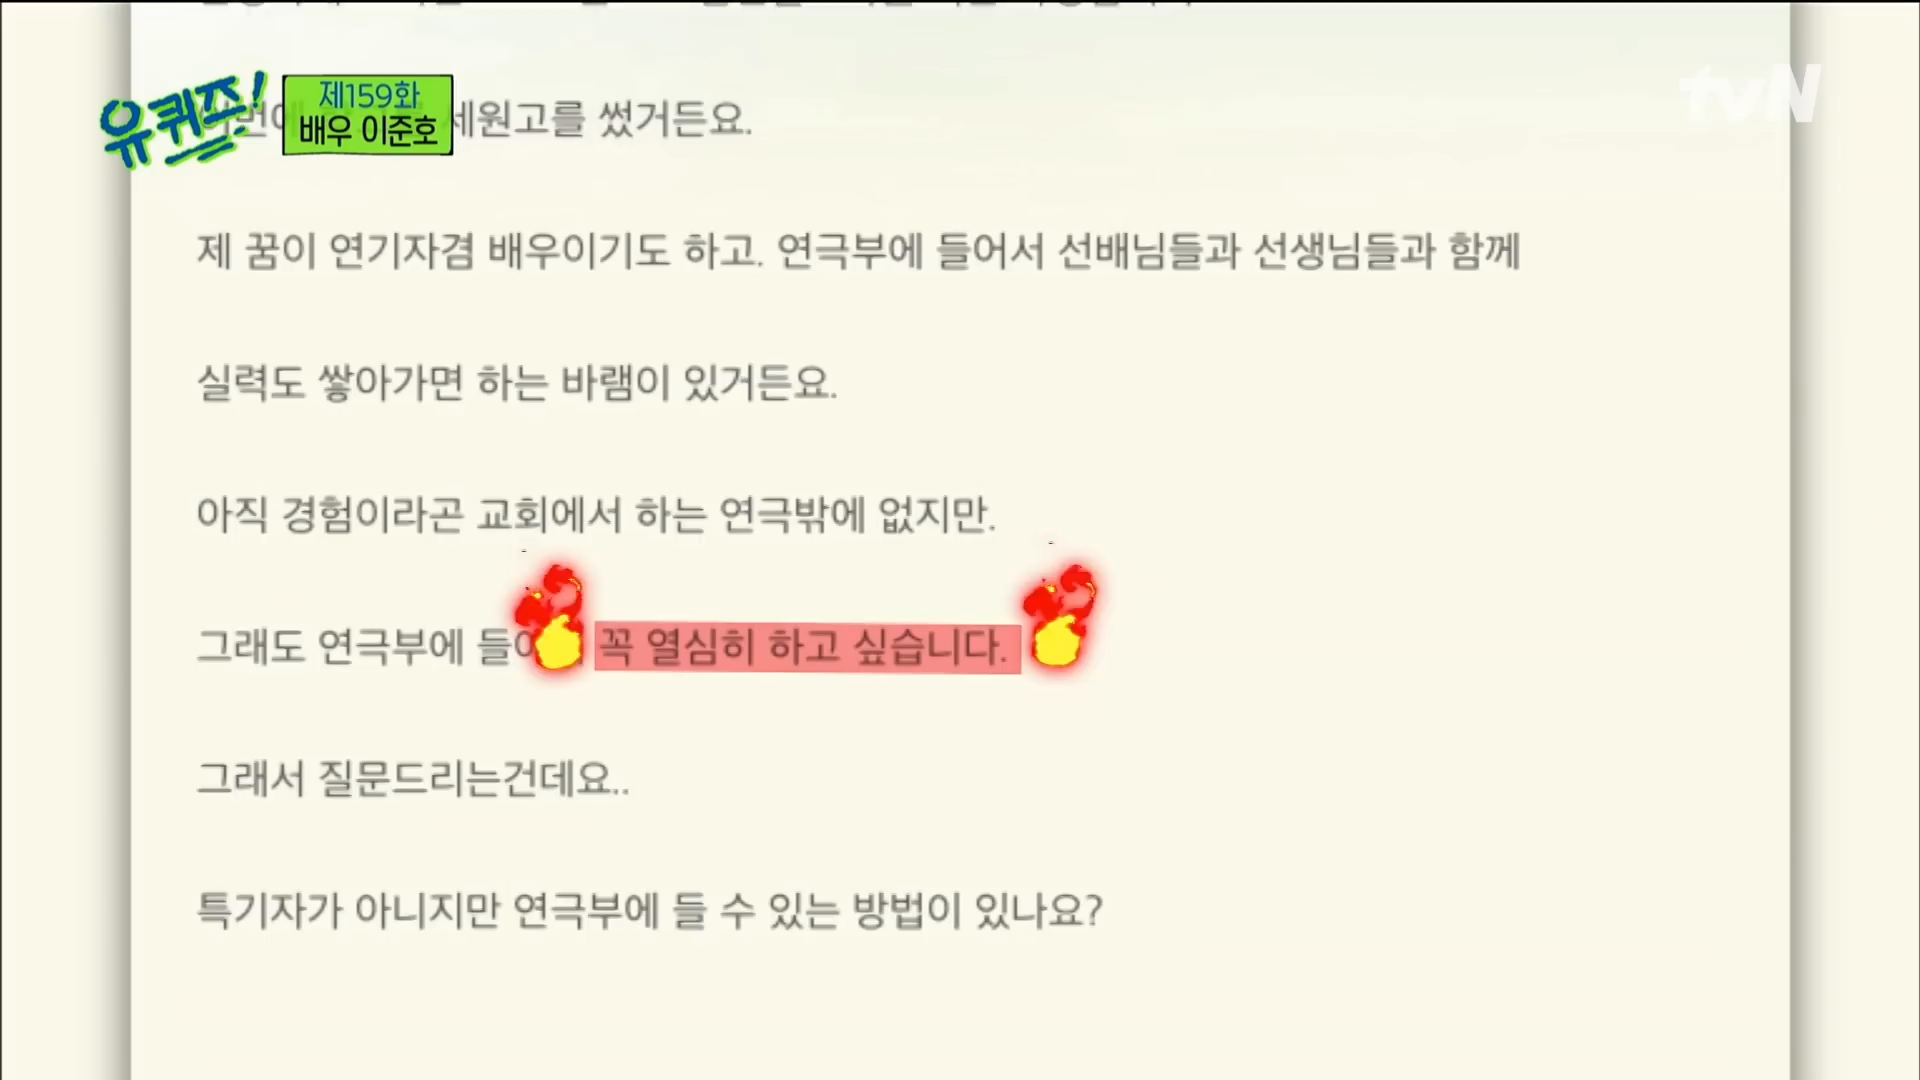 유퀴즈!
제159화
배우 이준호
tvN
세원고를 썼거든요.
제 꿈이 연기자겸 배우이기도 하고. 연극부에 들어서 선배님들과 선생님들과 함께
실력도 쌓아가면 하는 바램이 있거든요.
아직 경험이라곤 교회에서 하는 연극밖에 없지만.
그래도 연극부에 꼭 열심히 하고 싶습니다.
그래서 질문드리는건데요..
특기자가 아니지만 연극부에 들 수 있는 방법이 있나요?